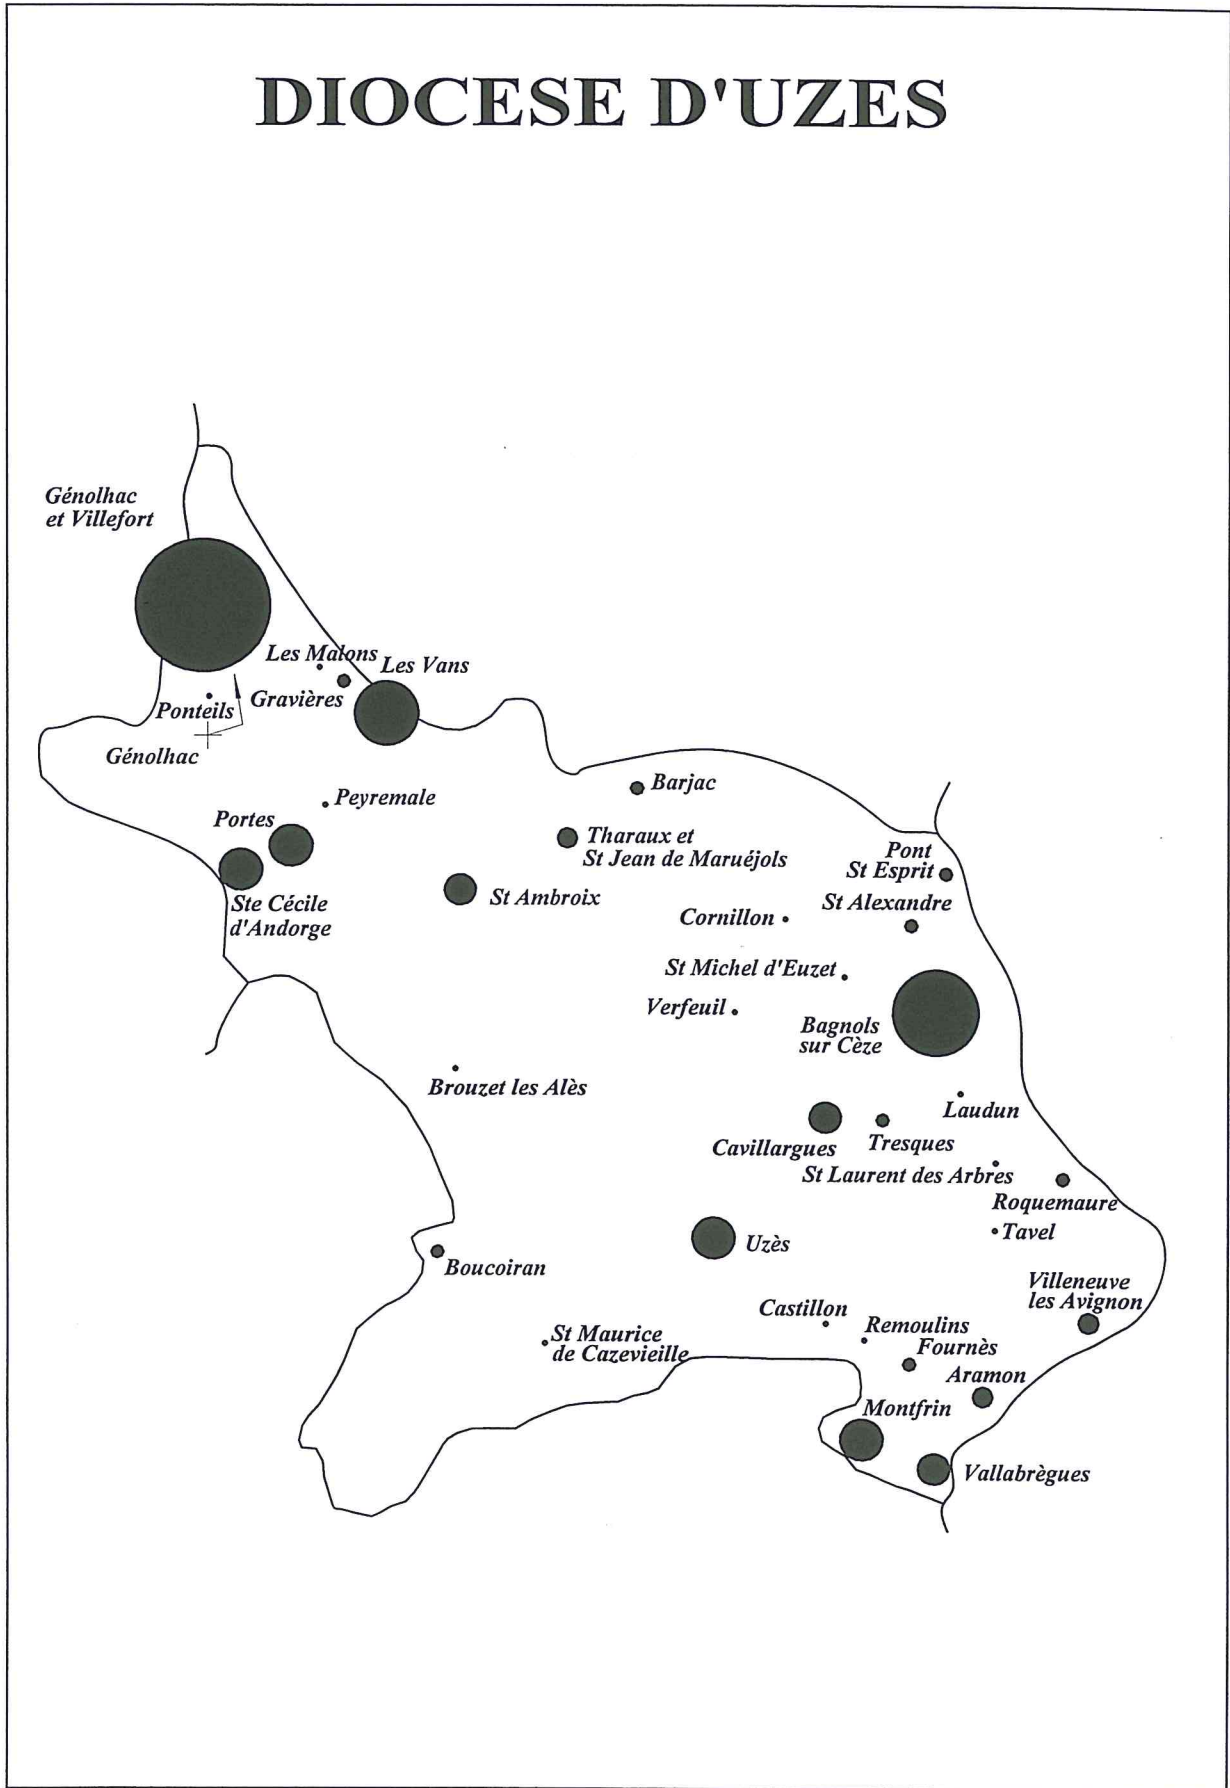 DIOCESE D'UZES
Génolhac
et Villefort
Les Malons
Les Vans
Gravières
Ponteils
Génolhac
Peyremale
Portes
Ste Cécile
d'Andorge
Barjac
Tharaux et
St Jean de Maruéjols
St Ambroix
Pont
St Esprit
St Alexandre
Cornillon
St Michel d'Euzet
Verfeuil
Bagnols
sur Cèze
Brouzet les Alès
Laudun
Cavillargues
Tresques
St Laurent des Arbres
Roquemaure
Tavel
Uzès
Boucoiran
Villeneuve
les Avignon
Castillon
Remoulins
St Maurice
de Cazevieille
Fournès
Aramon
Montfrin
Vallabrègues